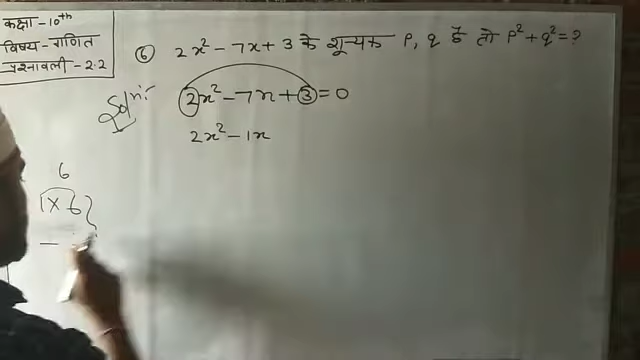 कक्षा - 10th
विषय - गणित
प्रश्नावली - 2.2
⑥ 2x² - 7x + 3 के शून्यक P, q हैं तो P² + q² = ?
Solⁿ:
2x² - 7x + 3 = 0
2x² - 1x
6
1×6